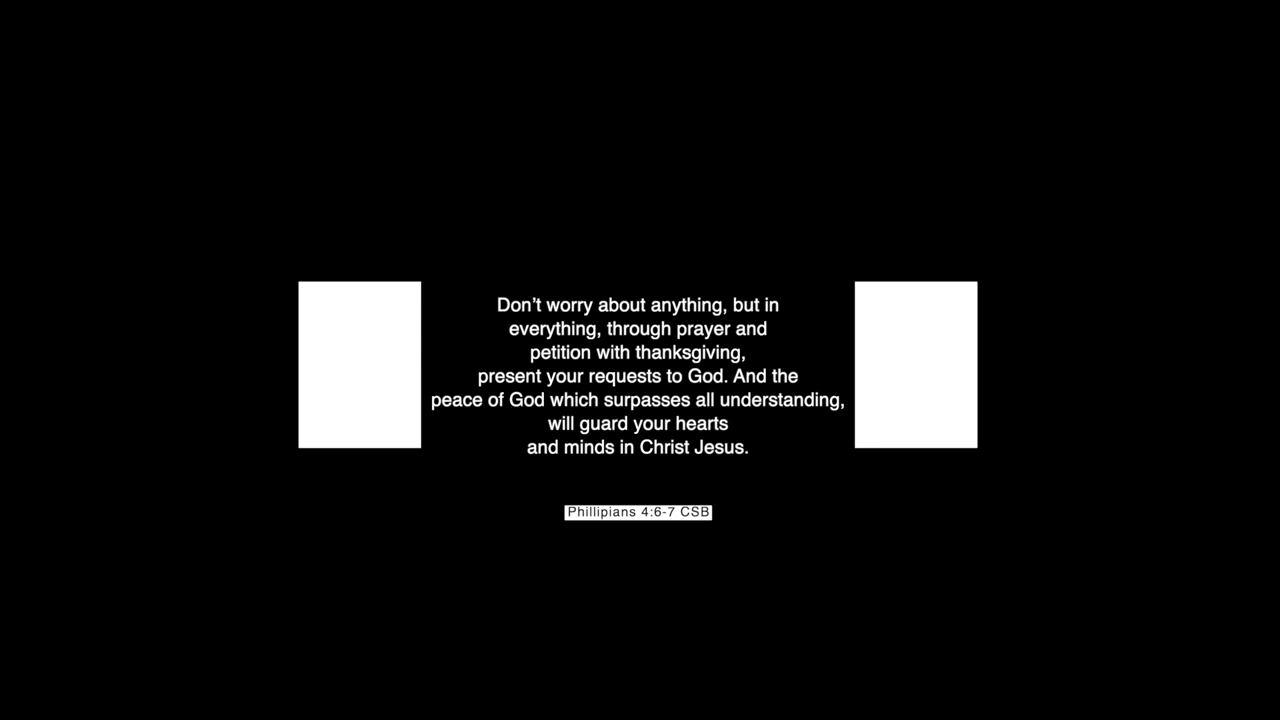 Don’t worry about anything, but in
everything, through prayer and
petition with thanksgiving,
present your requests to God. And the
peace of God which surpasses all understanding,
will guard your hearts
and minds in Christ Jesus.
Phillipians 4:6-7 CSB